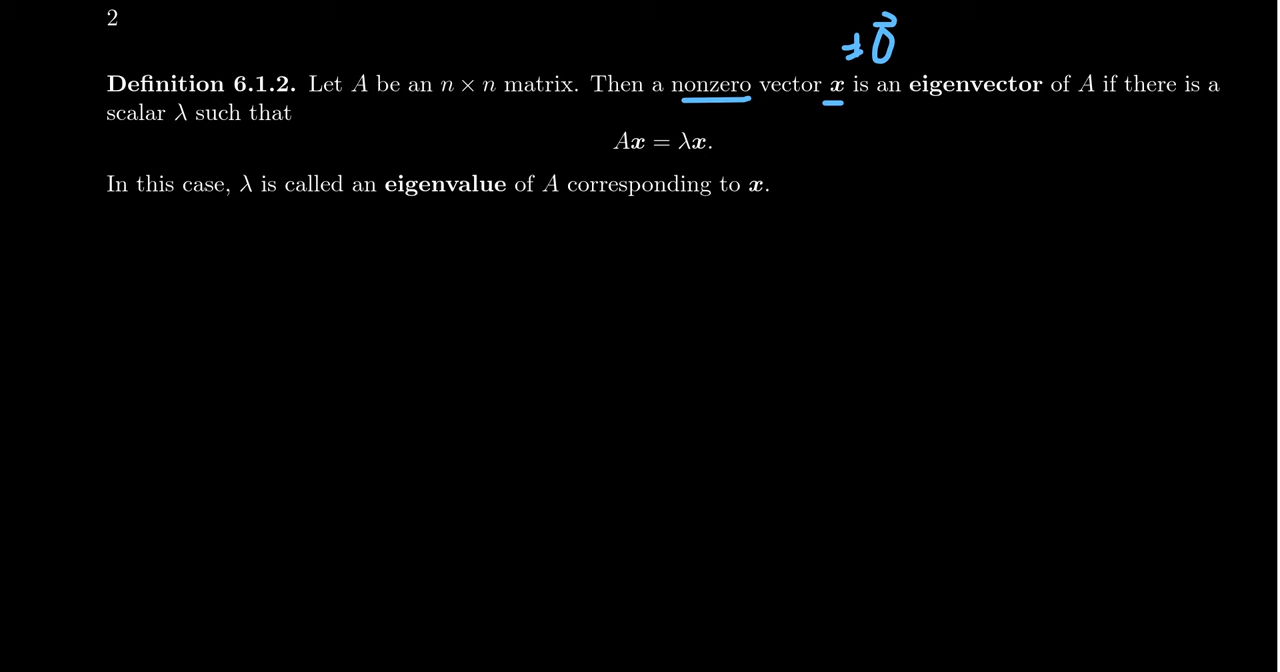 2
≠ 0⃗
Definition 6.1.2. Let A be an n × n matrix. Then a nonzero vector x is an eigenvector of A if there is a
scalar λ such that
Ax = λx.
In this case, λ is called an eigenvalue of A corresponding to x.